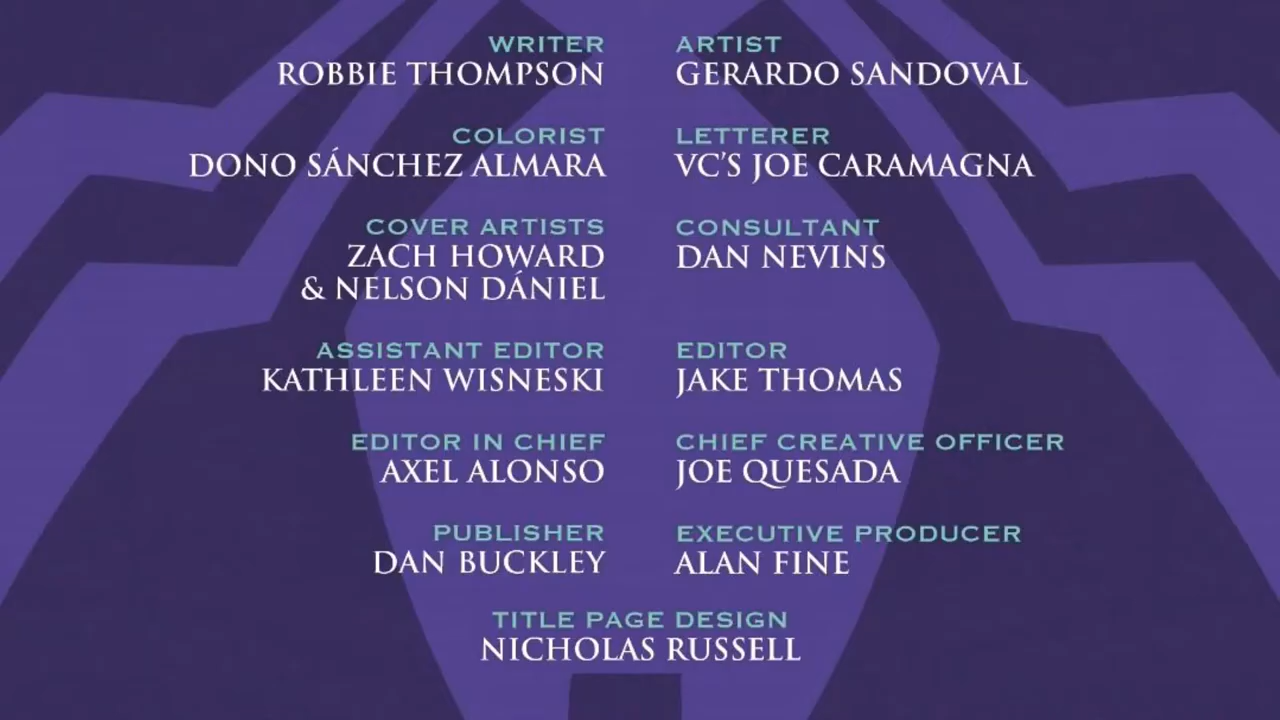 WRITER
ROBBIE THOMPSON
ARTIST
GERARDO SANDOVAL
COLORIST
DONO SÁNCHEZ ALMARA
LETTERER
VC'S JOE CARAMAGNA
COVER ARTISTS
ZACH HOWARD
& NELSON DÁNIEL
CONSULTANT
DAN NEVINS
ASSISTANT EDITOR
KATHLEEN WISNESKI
EDITOR
JAKE THOMAS
EDITOR IN CHIEF
AXEL ALONSO
CHIEF CREATIVE OFFICER
JOE QUESADA
PUBLISHER
DAN BUCKLEY
EXECUTIVE PRODUCER
ALAN FINE
TITLE PAGE DESIGN
NICHOLAS RUSSELL